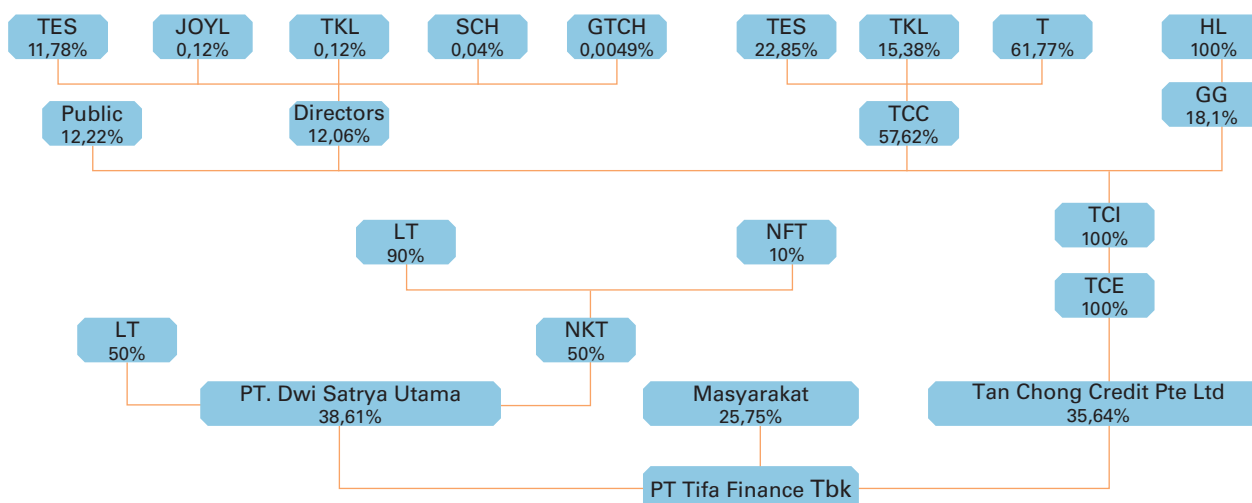 TES
11,78%
JOYL
0,12%
TKL
0,12%
SCH
0,04%
GTCH
0,0049%
TES
22,85%
TKL
15,38%
T
61,77%
HL
100%
Public
12,22%
Directors
12,06%
TCC
57,62%
GG
18,1%
LT
90%
NFT
10%
TCI
100%
TCE
100%
LT
50%
NKT
50%
PT. Dwi Satrya Utama
38,61%
Masyarakat
25,75%
Tan Chong Credit Pte Ltd
35,64%
PT Tifa Finance Tbk